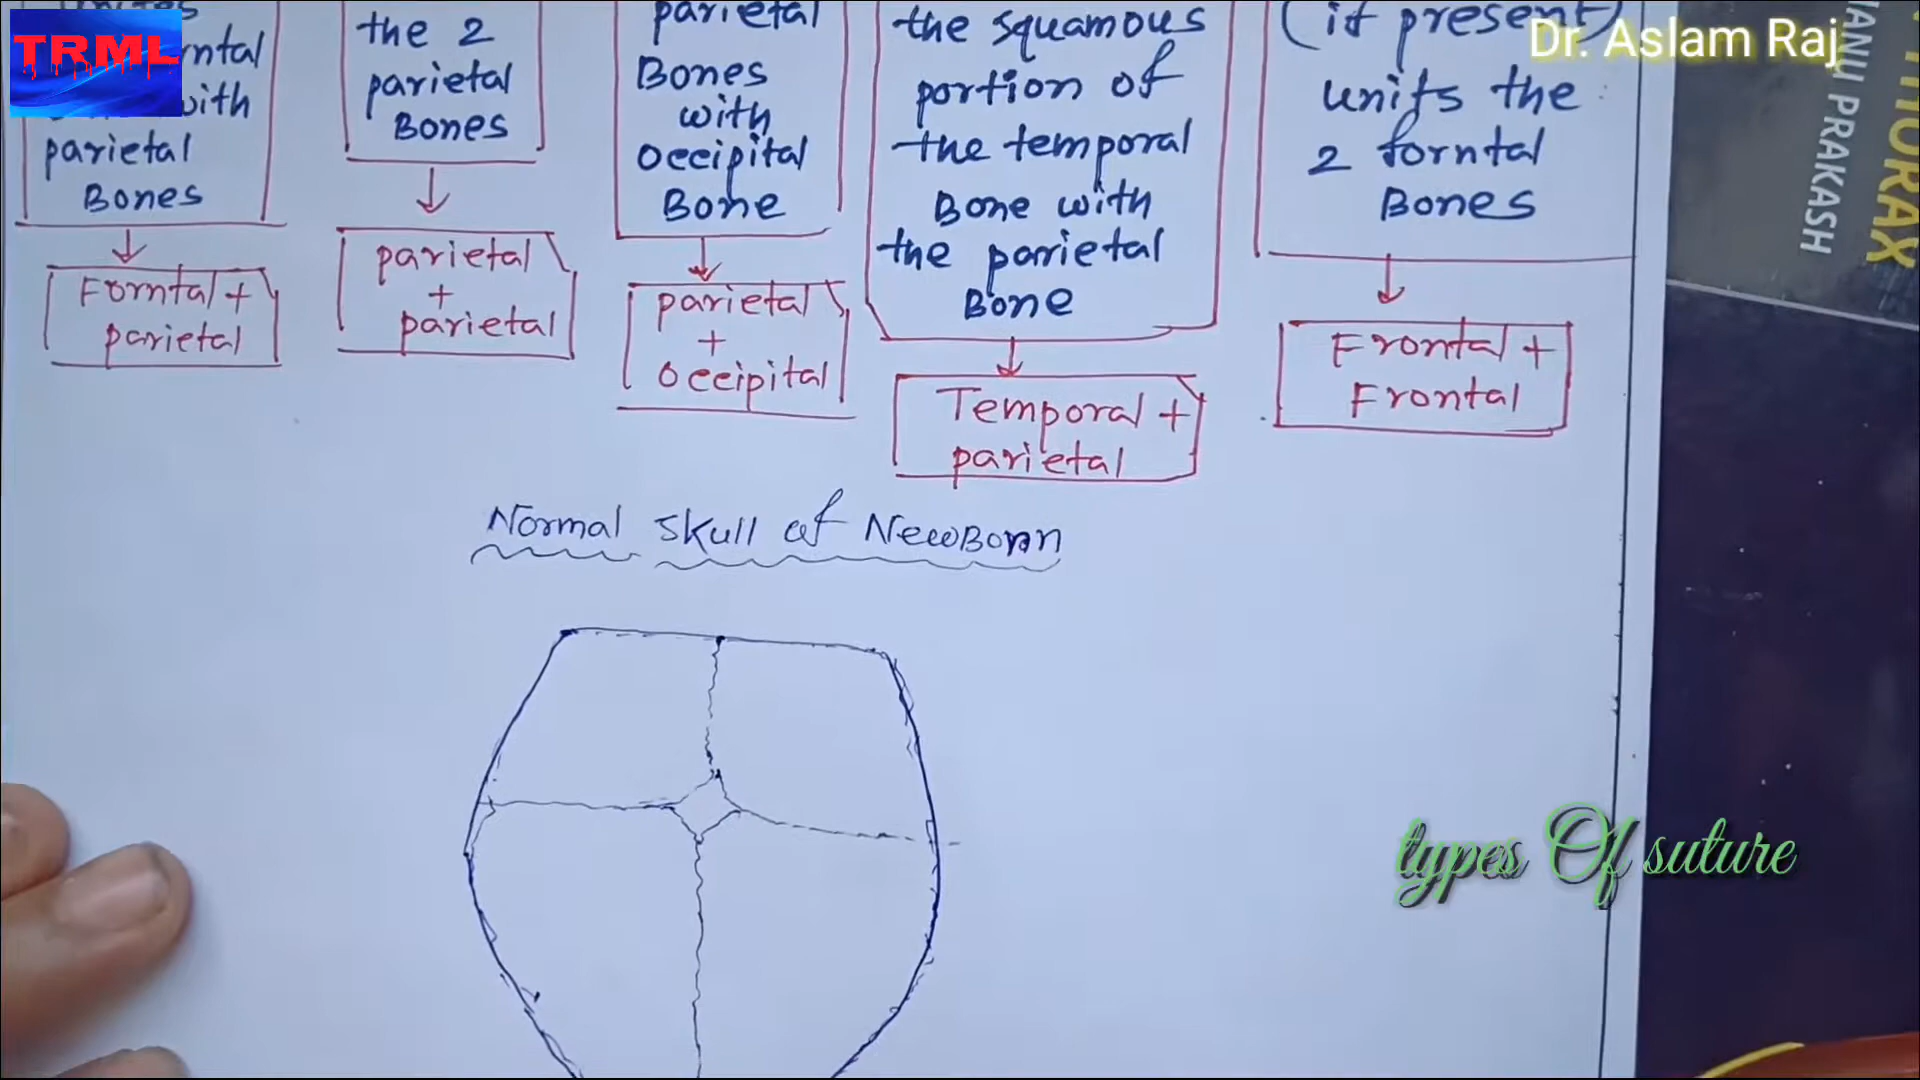 TRML
Dr. Aslam Raj
with
parietal
Bones
the 2
parietal
Bones
parietal
Bones
with
Occipital
Bone
the squamous
portion of
the temporal
Bone with
the parietal
Bone
(if present)
units the
2 forntal
Bones
Forntal +
parietal
parietal
+
parietal
parietal
+
Occipital
Temporal +
parietal
Frontal +
Frontal
Normal Skull of NewBorn
types Of suture
THORAX
PRAKASH